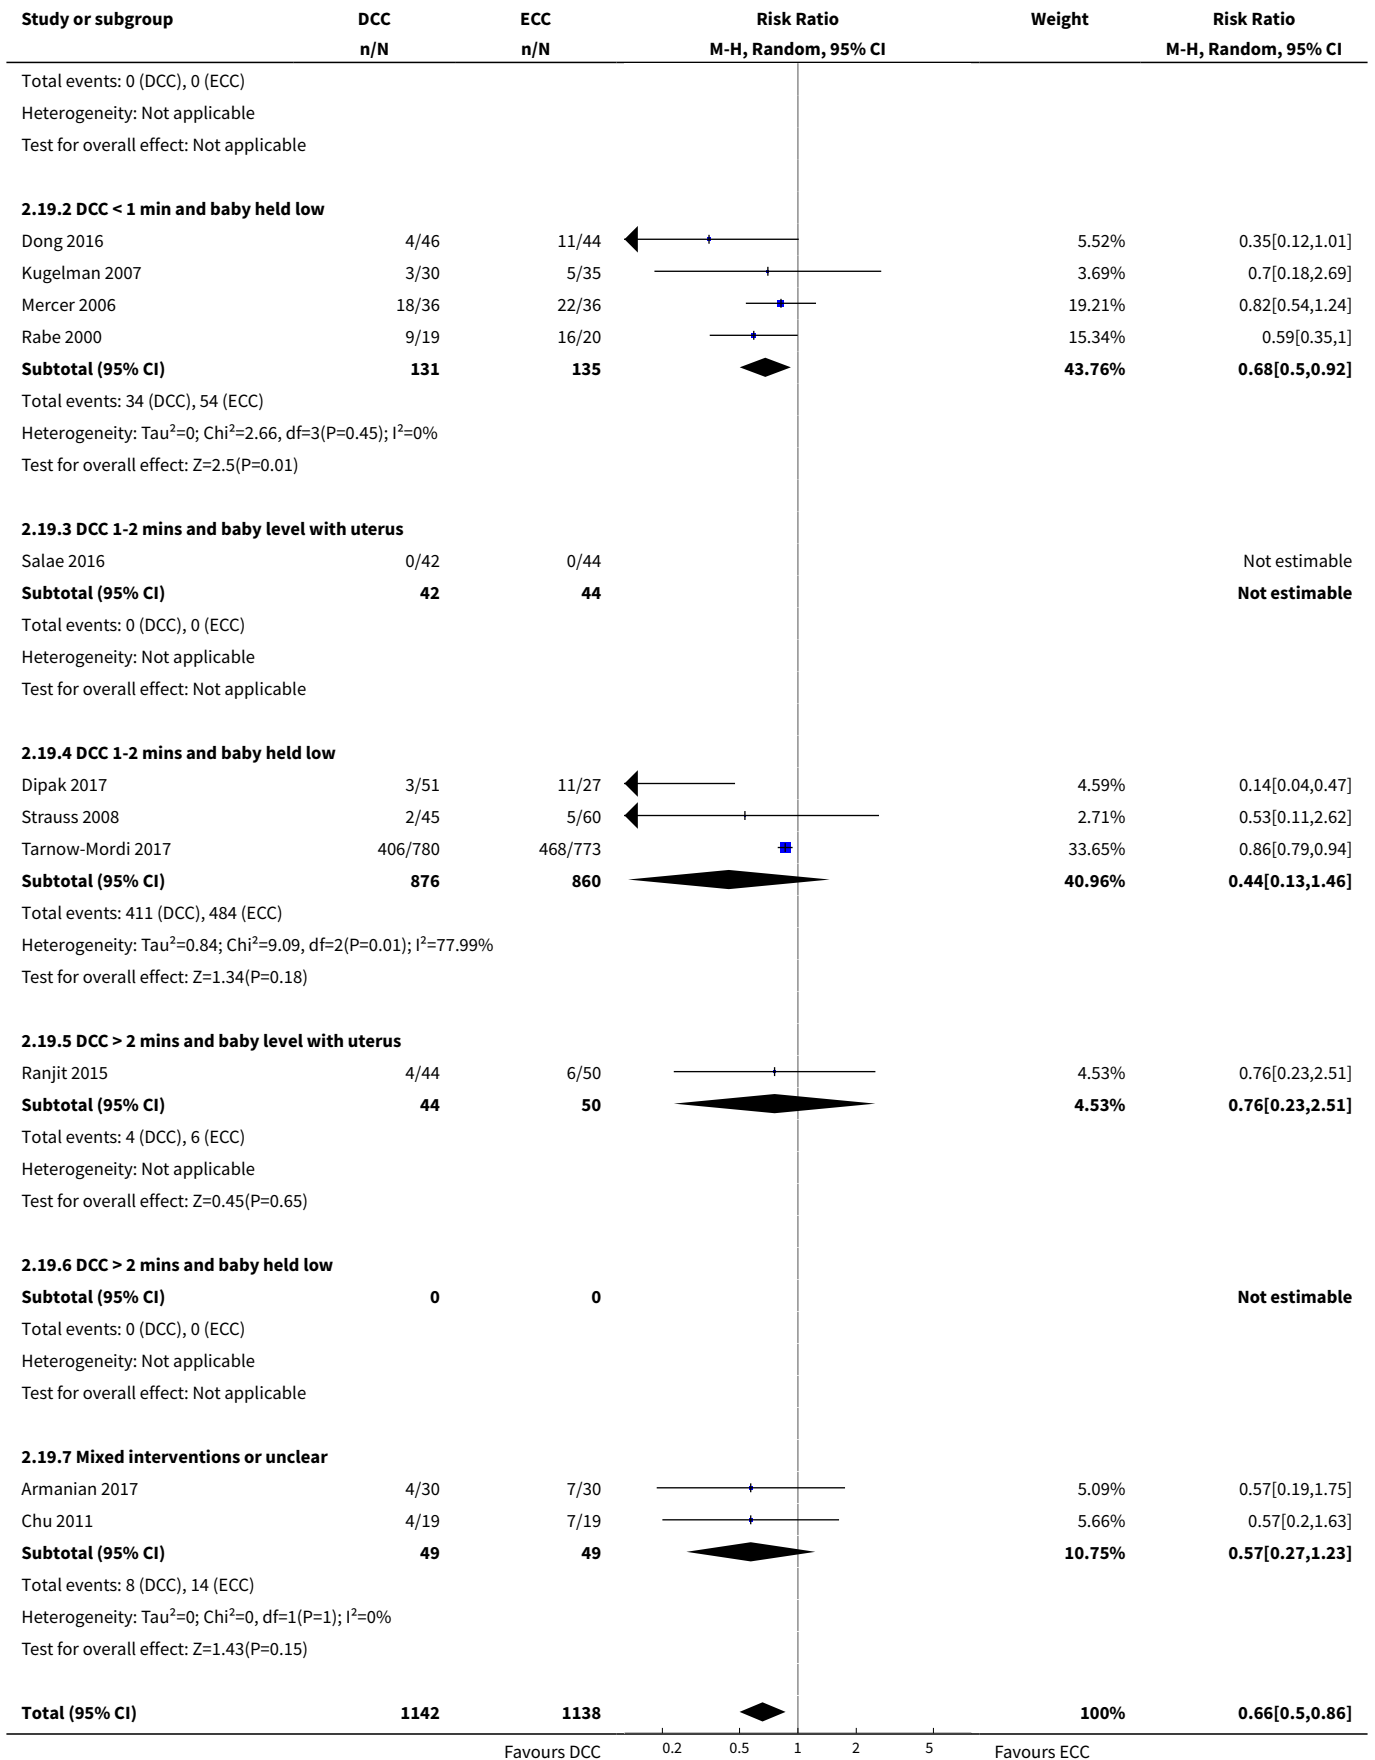 Study or subgroup DCC ECC Risk Ratio Weight Risk Ratio
n/N n/N M-H, Random, 95% CI M-H, Random, 95% CI
Total events: 0 (DCC), 0 (ECC)
Heterogeneity: Not applicable
Test for overall effect: Not applicable
2.19.2 DCC < 1 min and baby held low
Dong 2016 4/46 11/44 5.52% 0.35[0.12,1.01]
Kugelman 2007 3/30 5/35 3.69% 0.7[0.18,2.69]
Mercer 2006 18/36 22/36 19.21% 0.82[0.54,1.24]
Rabe 2000 9/19 16/20 15.34% 0.59[0.35,1]
Subtotal (95% CI) 131 135 43.76% 0.68[0.5,0.92]
Total events: 34 (DCC), 54 (ECC)
Heterogeneity: Tau²=0; Chi²=2.66, df=3(P=0.45); I²=0%
Test for overall effect: Z=2.5(P=0.01)
2.19.3 DCC 1-2 mins and baby level with uterus
Salae 2016 0/42 0/44 Not estimable
Subtotal (95% CI) 42 44 Not estimable
Total events: 0 (DCC), 0 (ECC)
Heterogeneity: Not applicable
Test for overall effect: Not applicable
2.19.4 DCC 1-2 mins and baby held low
Dipak 2017 3/51 11/27 4.59% 0.14[0.04,0.47]
Strauss 2008 2/45 5/60 2.71% 0.53[0.11,2.62]
Tarnow-Mordi 2017 406/780 468/773 33.65% 0.86[0.79,0.94]
Subtotal (95% CI) 876 860 40.96% 0.44[0.13,1.46]
Total events: 411 (DCC), 484 (ECC)
Heterogeneity: Tau²=0.84; Chi²=9.09, df=2(P=0.01); I²=77.99%
Test for overall effect: Z=1.34(P=0.18)
2.19.5 DCC > 2 mins and baby level with uterus
Ranjit 2015 4/44 6/50 4.53% 0.76[0.23,2.51]
Subtotal (95% CI) 44 50 4.53% 0.76[0.23,2.51]
Total events: 4 (DCC), 6 (ECC)
Heterogeneity: Not applicable
Test for overall effect: Z=0.45(P=0.65)
2.19.6 DCC > 2 mins and baby held low
Subtotal (95% CI) 0 0 Not estimable
Total events: 0 (DCC), 0 (ECC)
Heterogeneity: Not applicable
Test for overall effect: Not applicable
2.19.7 Mixed interventions or unclear
Armanian 2017 4/30 7/30 5.09% 0.57[0.19,1.75]
Chu 2011 4/19 7/19 5.66% 0.57[0.2,1.63]
Subtotal (95% CI) 49 49 10.75% 0.57[0.27,1.23]
Total events: 8 (DCC), 14 (ECC)
Heterogeneity: Tau²=0; Chi²=0, df=1(P=1); I²=0%
Test for overall effect: Z=1.43(P=0.15)
Total (95% CI) 1142 1138 100% 0.66[0.5,0.86]
Favours DCC 0.2 0.5 1 2 5 Favours ECC